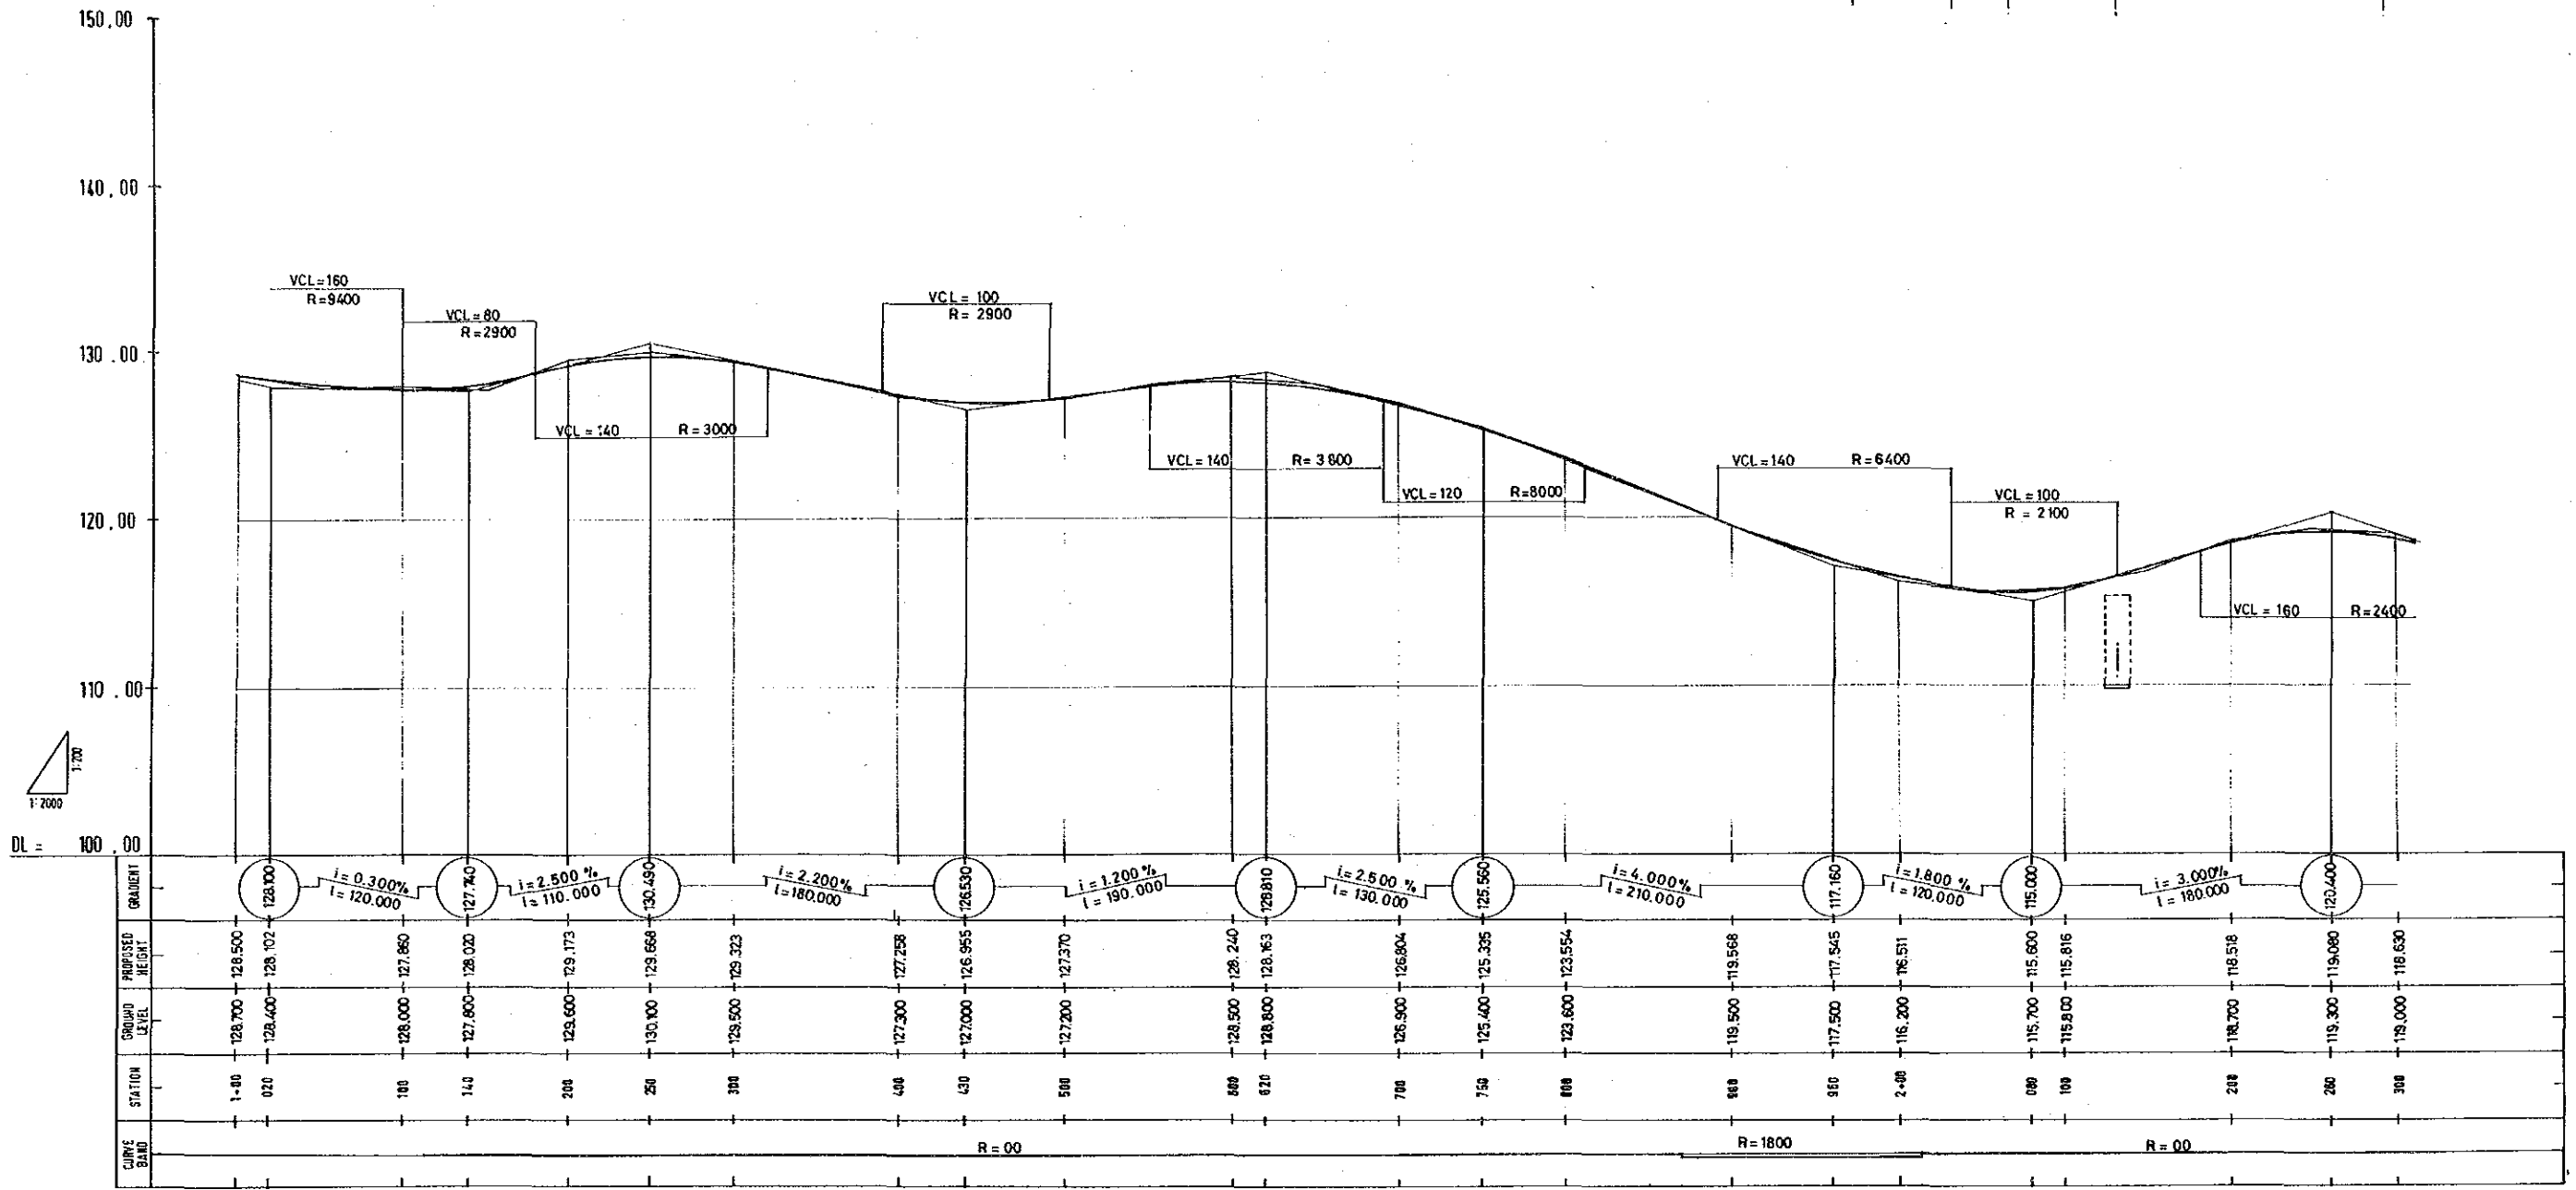 150.00
140.00
130.00
120.00
110.00
DL = 100.00
1:200
1:2000
VCL=160
R=9400
VCL=80
R=2900
VCL=140 R=3000
VCL=100
R=2900
VCL=140 R=3800
VCL=120 R=8000
VCL=140 R=6400
VCL=100
R=2100
VCL=160 R=2400
GRADIENT
128.100 127.740 130.490 126.530 128.810 125.560 117.160 115.000 120.400
i=0.300% i=2.500% i=2.200% i=1.200% i=2.500% i=4.000% i=1.800% i=3.000%
l=120.000 l=110.000 l=180.000 l=190.000 l=130.000 l=210.000 l=120.000 l=180.000
PROPOSED HEIGHT
128.500 128.102 127.860 128.020 129.173 129.668 129.323 127.258 126.955 127.370 128.240 128.163 126.804 125.335 123.554 119.568 117.545 116.511 115.600 115.816 118.518 119.080 118.630
GROUND LEVEL
128.700 128.400 128.000 127.800 129.600 130.100 129.500 127.300 127.000 127.200 128.500 128.800 126.900 125.400 123.600 119.500 117.500 116.200 115.700 115.800 118.700 119.300 119.000
STATION
1+00 020 100 140 200 250 300 400 430 500 620 700 750 960 2+00 080 100 200 260 300
CURVE BAND
R=00 R=1800 R=00